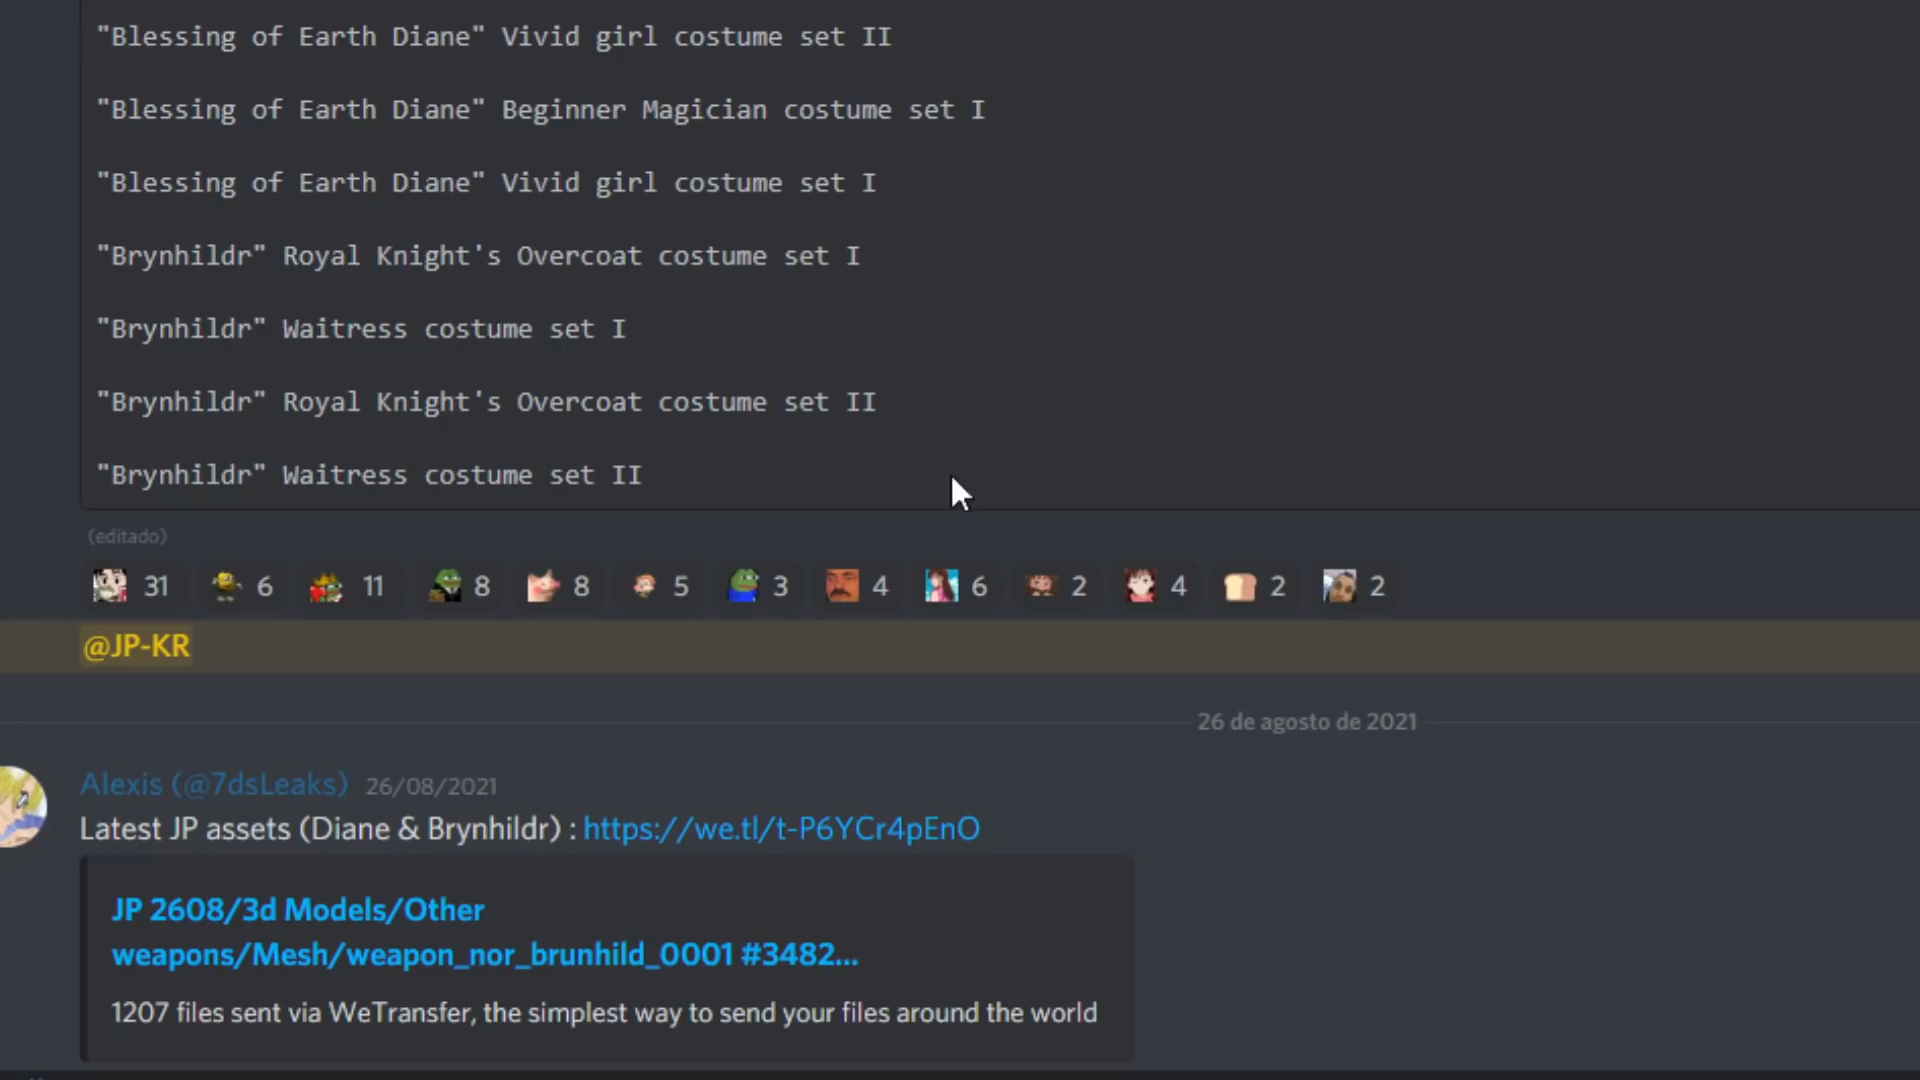 "Blessing of Earth Diane" Vivid girl costume set II
"Blessing of Earth Diane" Beginner Magician costume set I
"Blessing of Earth Diane" Vivid girl costume set I
"Brynhildr" Royal Knight's Overcoat costume set I
"Brynhildr" Waitress costume set I
"Brynhildr" Royal Knight's Overcoat costume set II
"Brynhildr" Waitress costume set II
(editado)
31 6 11 8 8 5 3 4 6 2 4 2 2
@JP-KR
26 de agosto de 2021
Alexis (@7dsLeaks) 26/08/2021
Latest JP assets (Diane & Brynhildr) : https://we.tl/t-P6YCr4pEnO
JP 2608/3d Models/Other
weapons/Mesh/weapon_nor_brunhild_0001 #3482...
1207 files sent via WeTransfer, the simplest way to send your files around the world